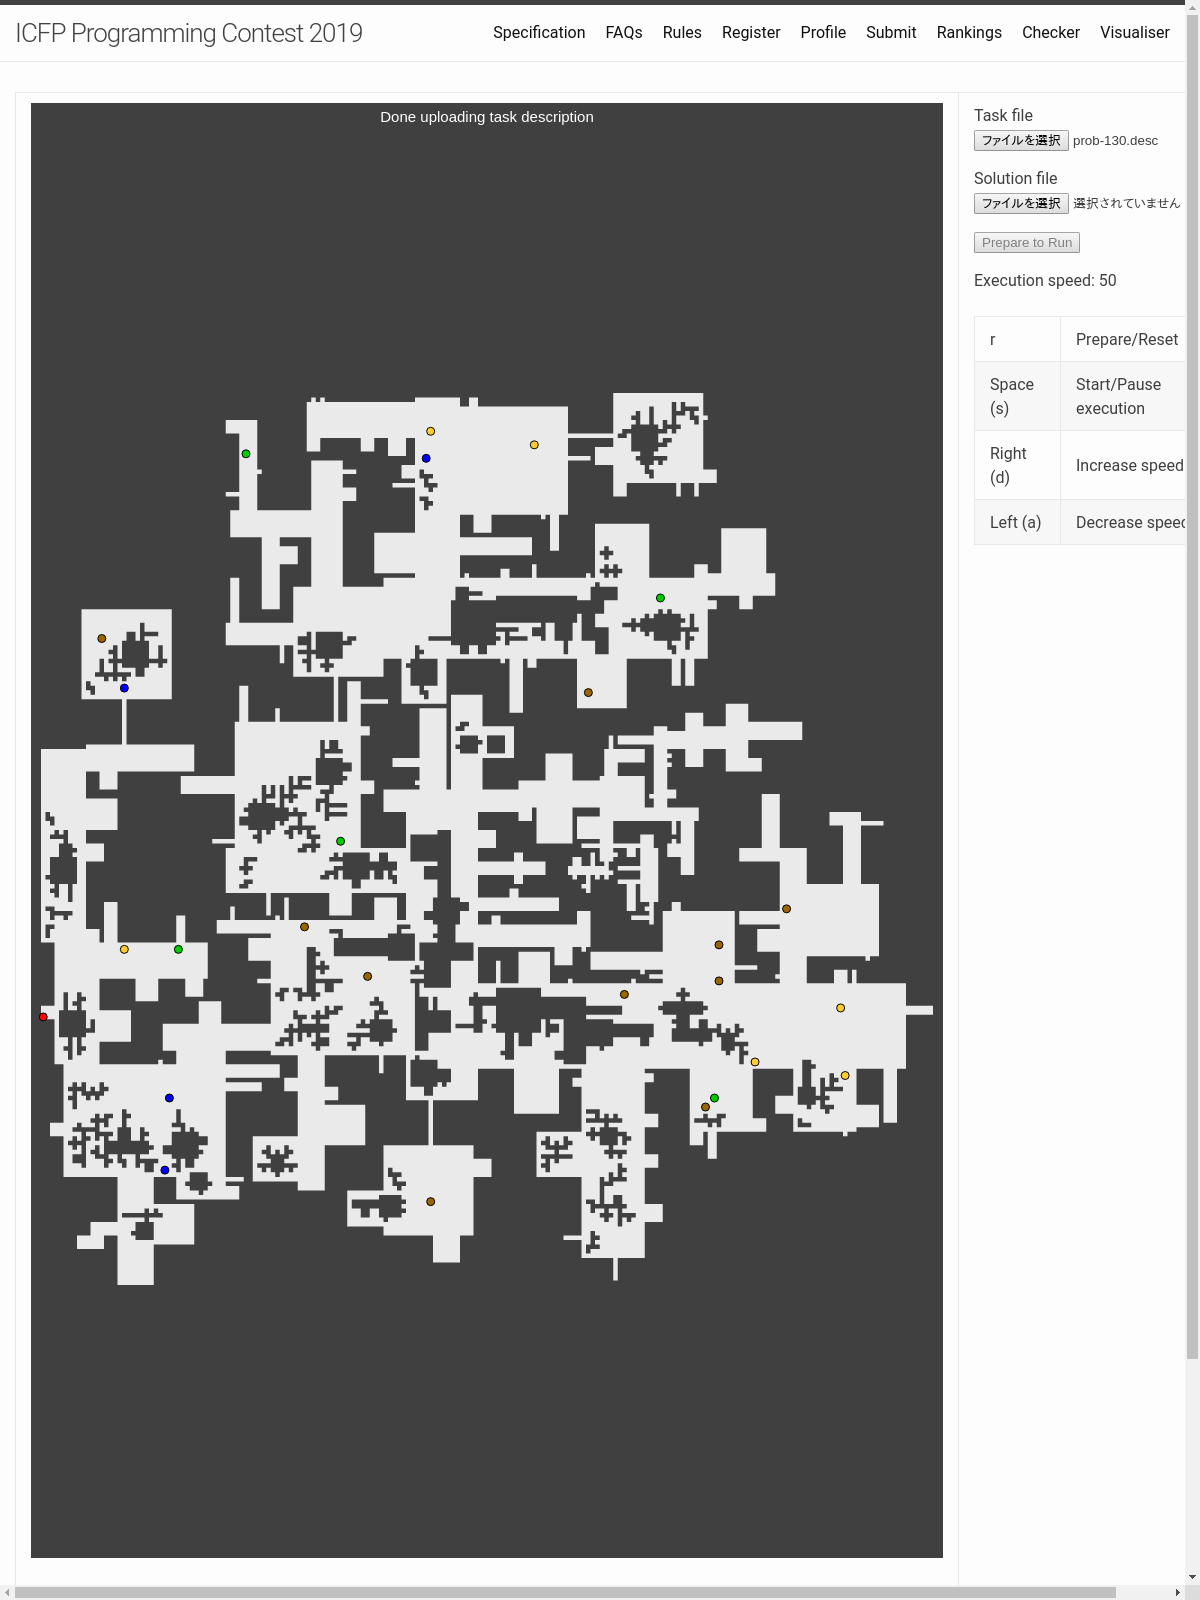 ICFP Programming Contest 2019
Specification FAQs Rules Register Profile Submit Rankings Checker Visualiser
Done uploading task description
Task file
ファイルを選択 prob-130.desc
Solution file
ファイルを選択 選択されていません
Prepare to Run
Execution speed: 50
r Prepare/Reset
Space (s) Start/Pause execution
Right (d) Increase speed
Left (a) Decrease speed